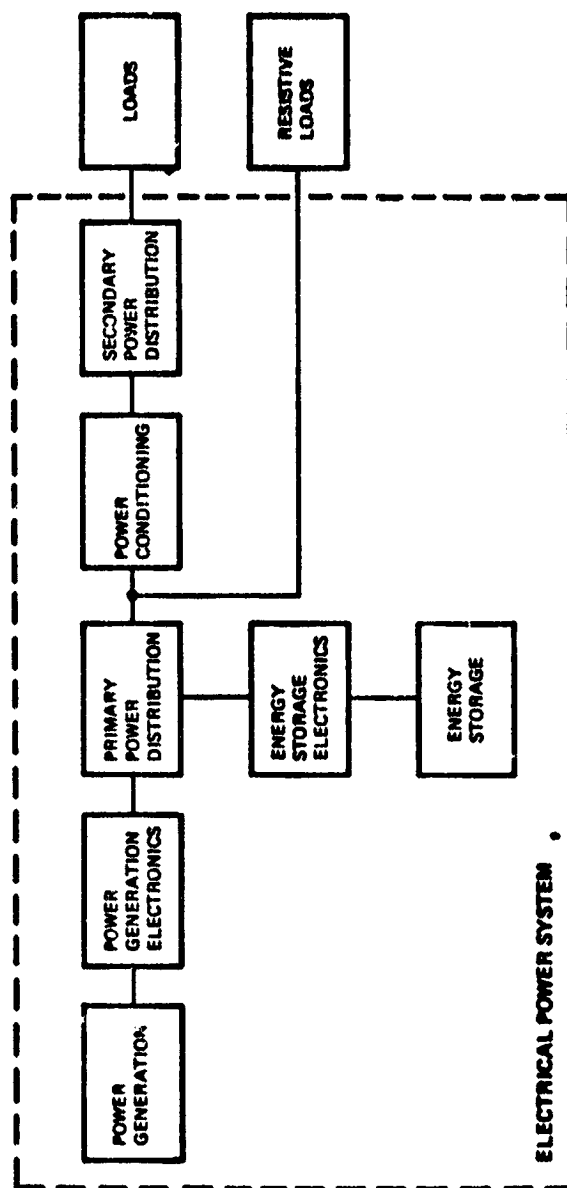 POWER
GENERATION
POWER
GENERATION
ELECTRONICS
PRIMARY
POWER
DISTRIBUTION
POWER
CONDITIONING
SECONDARY
POWER
DISTRIBUTION
LOADS
ENERGY
STORAGE
ELECTRONICS
RESISTIVE
LOADS
ENERGY
STORAGE
ELECTRICAL POWER SYSTEM